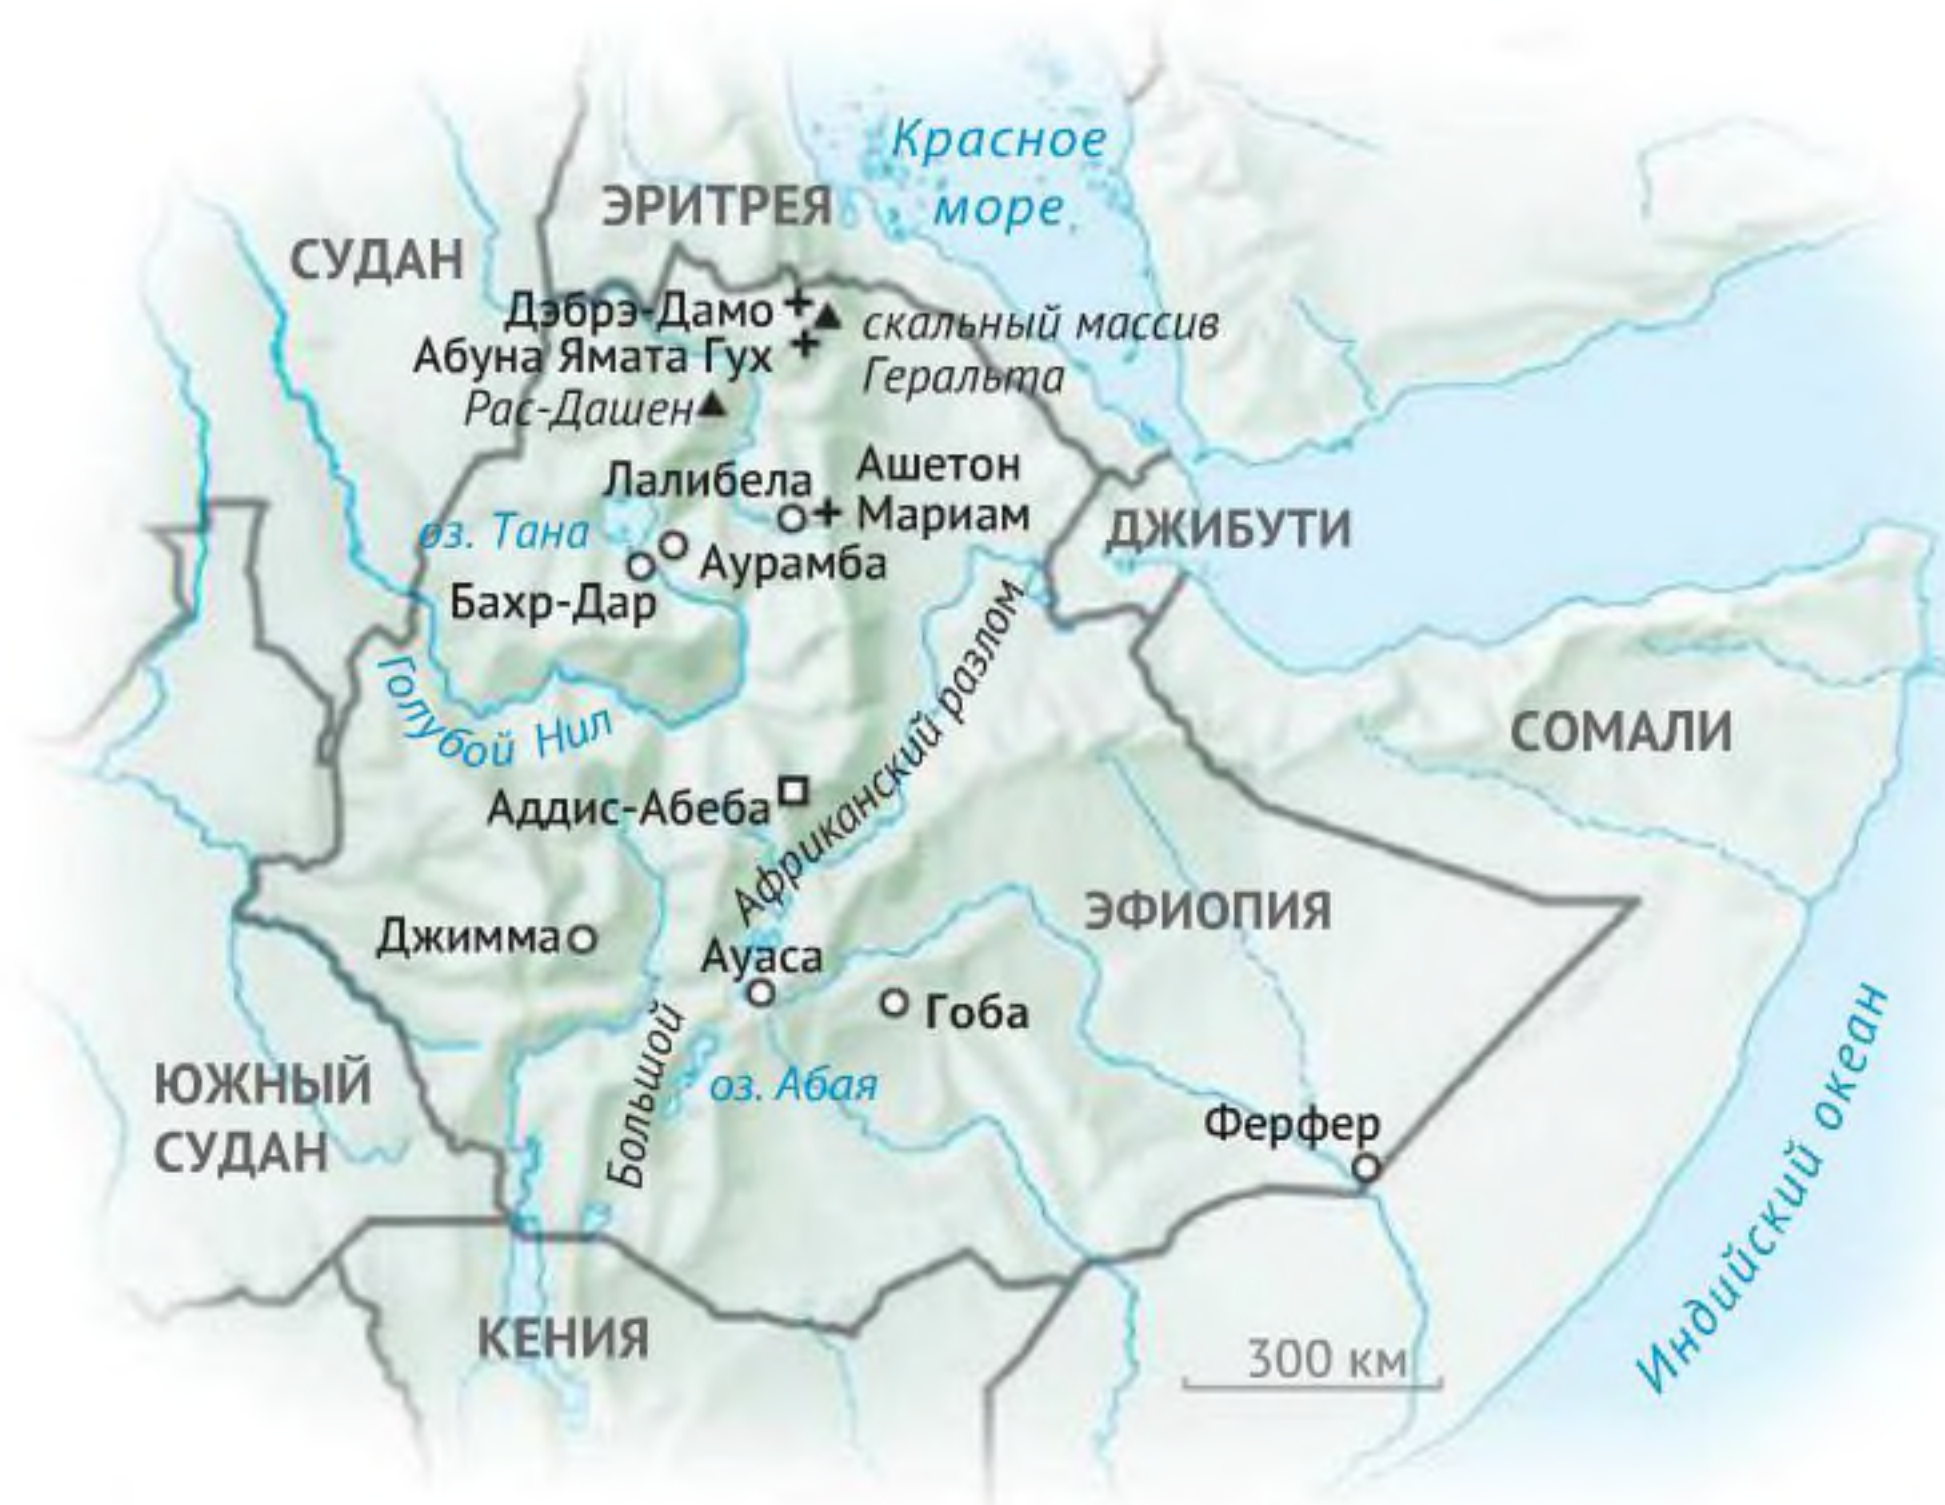 Красное
море
ЭРИТРЕЯ
СУДАН
Дэбрэ-Дамо
скальный массив
Геральта
Абуна Ямата Гух
Рас-Дашен
Лалибела
Ашетон
Мариам
оз. Тана
Аурамба
Бахр-Дар
ДЖИБУТИ
Голубой Нил
СОМАЛИ
Аддис-Абеба
Большой Африканский разлом
ЭФИОПИЯ
Джимма
Ауаса
Гоба
оз. Абая
ЮЖНЫЙ
СУДАН
Ферфер
Индийский океан
КЕНИЯ
300 км